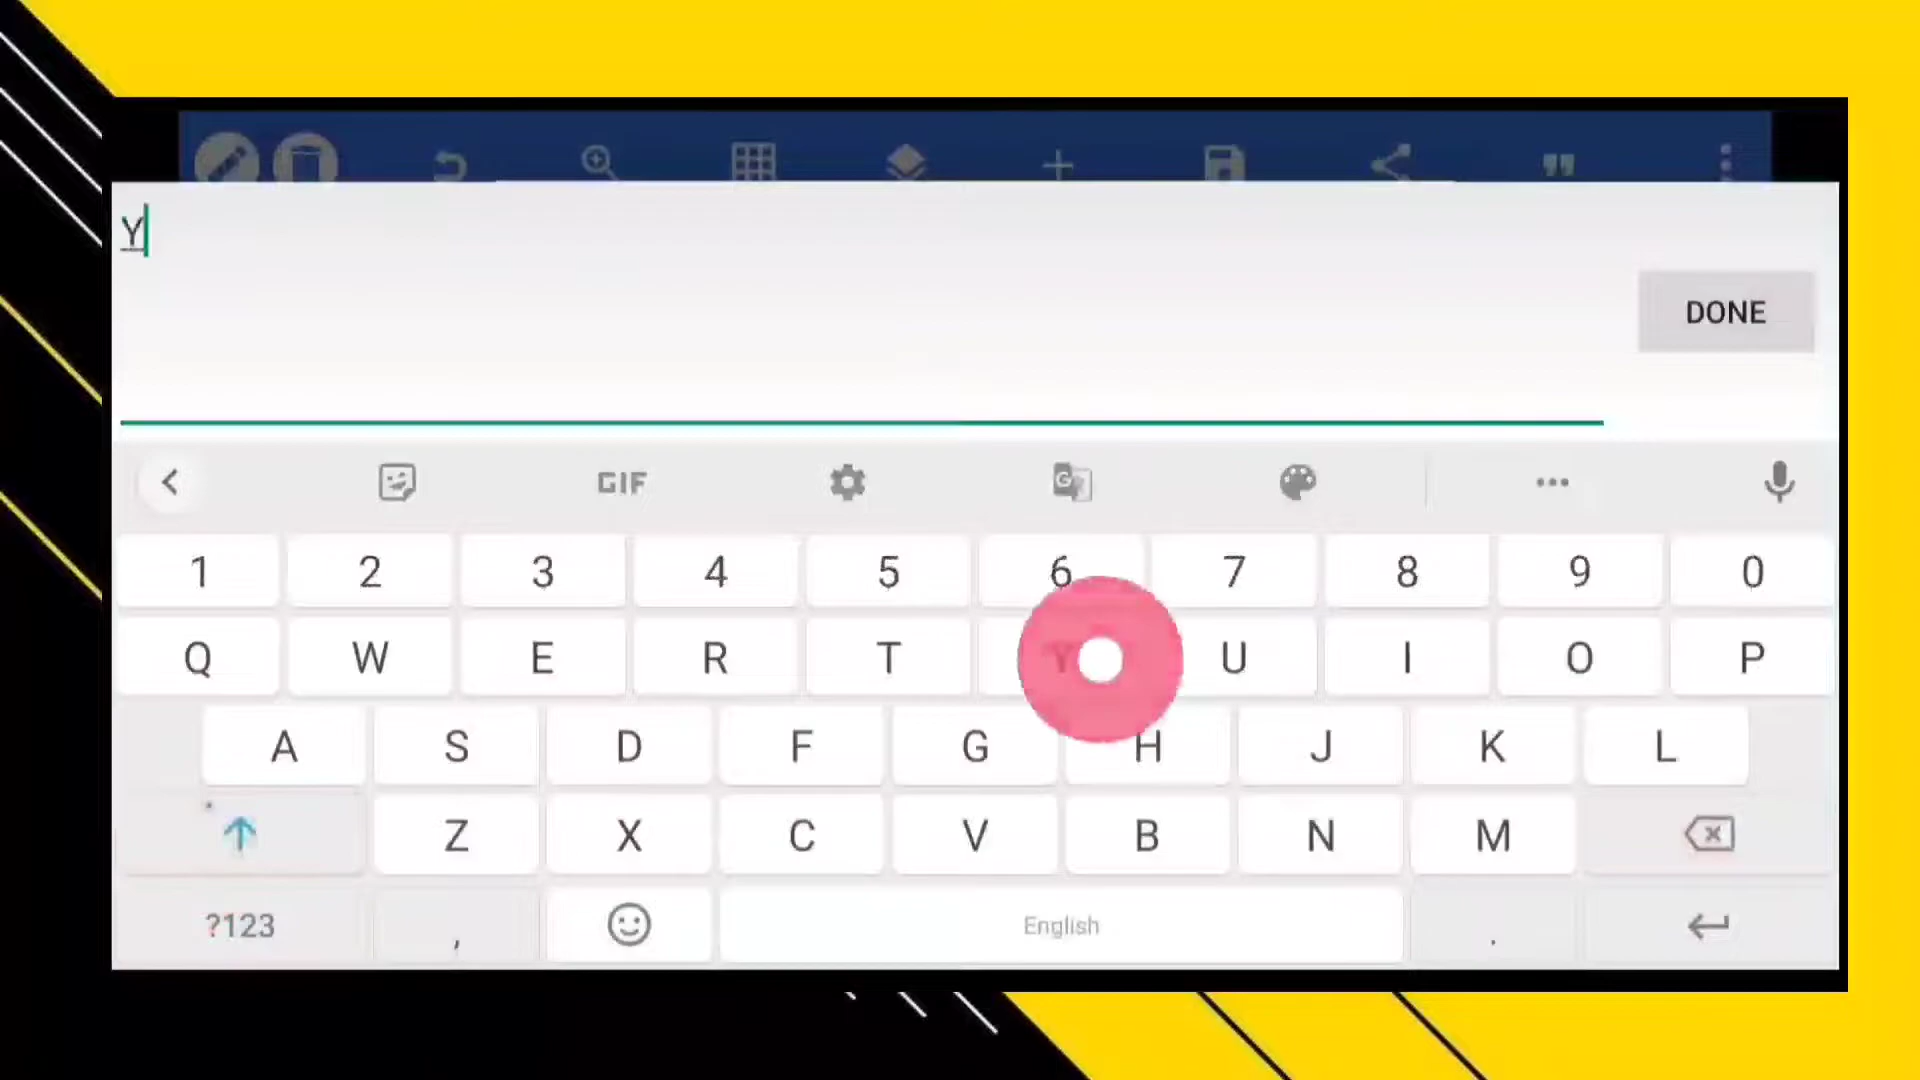 Y
DONE
GIF
G
1 2 3 4 5 6 7 8 9 0
Q W E R T Y U I O P
A S D F G H J K L
Z X C V B N M
?123 , English .